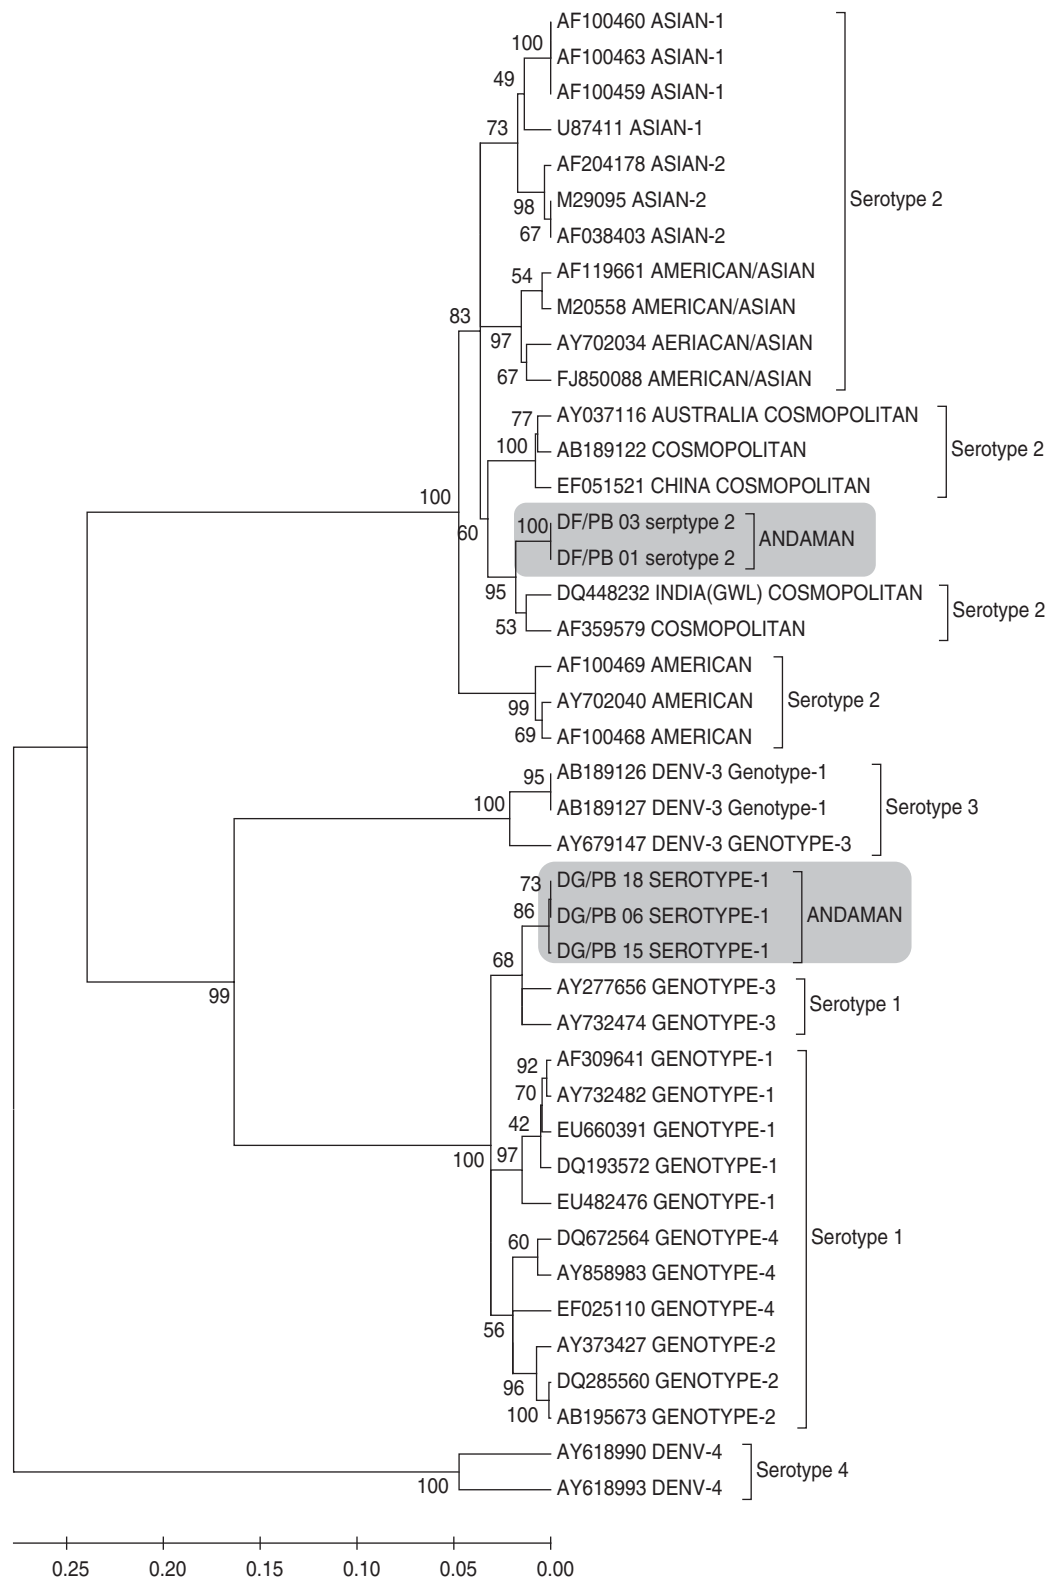 AF100460 ASIAN-1
100
AF100463 ASIAN-1
49
AF100459 ASIAN-1
73
U87411 ASIAN-1
AF204178 ASIAN-2
98
M29095 ASIAN-2
Serotype 2
67
AF038403 ASIAN-2
54
AF119661 AMERICAN/ASIAN
M20558 AMERICAN/ASIAN
83
97
AY702034 AERIACAN/ASIAN
67
FJ850088 AMERICAN/ASIAN
77
AY037116 AUSTRALIA COSMOPOLITAN
100
AB189122 COSMOPOLITAN
Serotype 2
EF051521 CHINA COSMOPOLITAN
100
60
100
DF/PB 03 serptype 2
ANDAMAN
DF/PB 01 serotype 2
95
DQ448232 INDIA(GWL) COSMOPOLITAN
Serotype 2
53
AF359579 COSMOPOLITAN
AF100469 AMERICAN
99
AY702040 AMERICAN
Serotype 2
69
AF100468 AMERICAN
95
AB189126 DENV-3 Genotype-1
100
AB189127 DENV-3 Genotype-1
Serotype 3
AY679147 DENV-3 GENOTYPE-3
73
DG/PB 18 SEROTYPE-1
86
DG/PB 06 SEROTYPE-1
ANDAMAN
DG/PB 15 SEROTYPE-1
68
99
AY277656 GENOTYPE-3
Serotype 1
AY732474 GENOTYPE-3
92
AF309641 GENOTYPE-1
70
AY732482 GENOTYPE-1
42
EU660391 GENOTYPE-1
100
97
DQ193572 GENOTYPE-1
EU482476 GENOTYPE-1
60
DQ672564 GENOTYPE-4
Serotype 1
AY858983 GENOTYPE-4
EF025110 GENOTYPE-4
56
AY373427 GENOTYPE-2
96
DQ285560 GENOTYPE-2
100
AB195673 GENOTYPE-2
AY618990 DENV-4
Serotype 4
100
AY618993 DENV-4
0.25 0.20 0.15 0.10 0.05 0.00